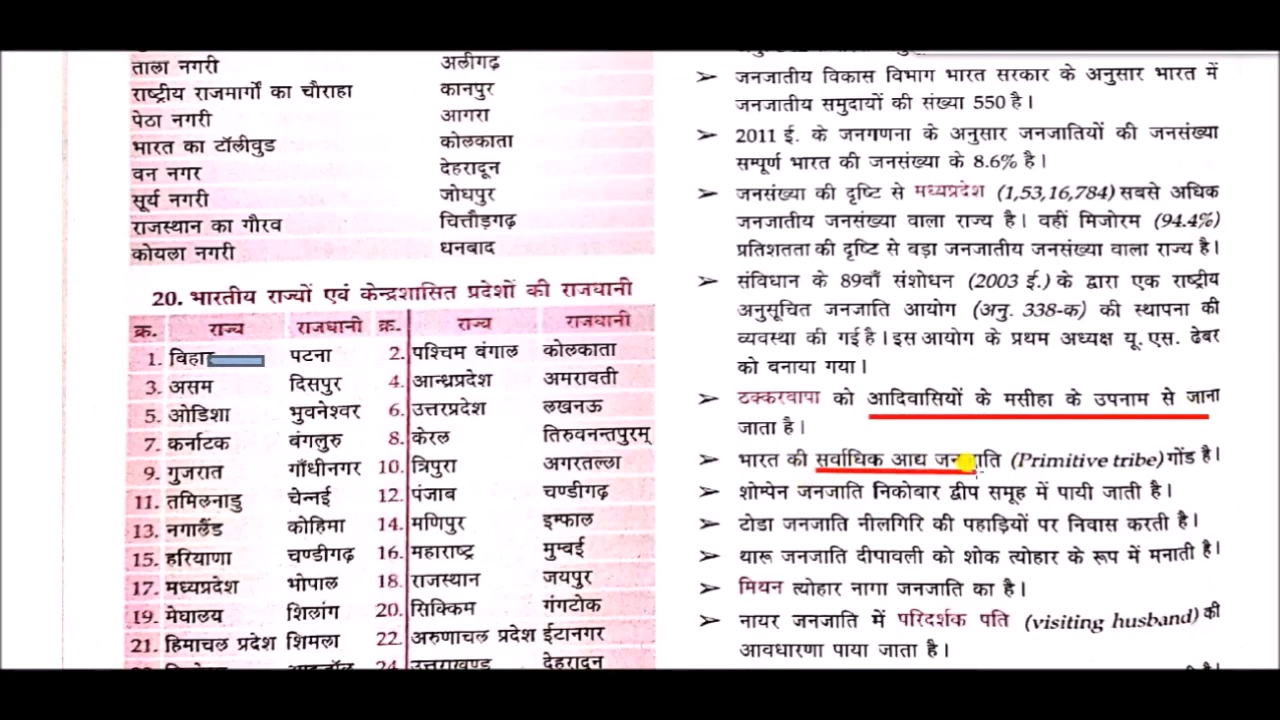 ताला नगरी अलीगढ़
राष्ट्रीय राजमार्गों का चौराहा कानपुर
पेठा नगरी आगरा
भारत का टॉलीवुड कोलकाता
वन नगर देहरादून
सूर्य नगरी जोधपुर
राजस्थान का गौरव चित्तौड़गढ़
कोयला नगरी धनबाद
20. भारतीय राज्यों एवं केन्द्रशासित प्रदेशों की राजधानी
क्र. राज्य राजधानी क्र. राज्य राजधानी
1. बिहार पटना 2. पश्चिम बंगाल कोलकाता
3. असम दिसपुर 4. आन्ध्रप्रदेश अमरावती
5. ओडिशा भुवनेश्वर 6. उत्तरप्रदेश लखनऊ
7. कर्नाटक बंगलुरु 8. केरल तिरुवनन्तपुरम्
9. गुजरात गाँधीनगर 10. त्रिपुरा अगरतल्ला
11. तमिलनाडु चेन्नई 12. पंजाब चण्डीगढ़
13. नगालैंड कोहिमा 14. मणिपुर इम्फाल
15. हरियाणा चण्डीगढ़ 16. महाराष्ट्र मुम्बई
17. मध्यप्रदेश भोपाल 18. राजस्थान जयपुर
19. मेघालय शिलांग 20. सिक्किम गंगटोक
21. हिमाचल प्रदेश शिमला 22. अरुणाचल प्रदेश ईटानगर
24. उत्तराखण्ड देहरादून
➢ जनजातीय विकास विभाग भारत सरकार के अनुसार भारत में
जनजातीय समुदायों की संख्या 550 है।
➢ 2011 ई. के जनगणना के अनुसार जनजातियों की जनसंख्या
सम्पूर्ण भारत की जनसंख्या के 8.6% है।
➢ जनसंख्या की दृष्टि से मध्यप्रदेश (1,53,16,784) सबसे अधिक
जनजातीय जनसंख्या वाला राज्य है। वहीं मिजोरम (94.4%)
प्रतिशतता की दृष्टि से बड़ा जनजातीय जनसंख्या वाला राज्य है।
➢ संविधान के 89वाँ संशोधन (2003 ई.) के द्वारा एक राष्ट्रीय
अनुसूचित जनजाति आयोग (अनु. 338-क) की स्थापना की
व्यवस्था की गई है। इस आयोग के प्रथम अध्यक्ष यू. एस. ढेबर
को बनाया गया।
➢ टक्करवापा को आदिवासियों के मसीहा के उपनाम से जाना
जाता है।
➢ भारत की सर्वाधिक आद्य जनजाति (Primitive tribe) गोंड है।
➢ शोम्पेन जनजाति निकोबार द्वीप समूह में पायी जाती है।
➢ टोडा जनजाति नीलगिरि की पहाड़ियों पर निवास करती है।
➢ थारू जनजाति दीपावली को शोक त्योहार के रूप में मनाती है।
➢ मियन त्योहार नागा जनजाति का है।
➢ नायर जनजाति में परिदर्शक पति (visiting husband) की
आवधारणा पाया जाता है।